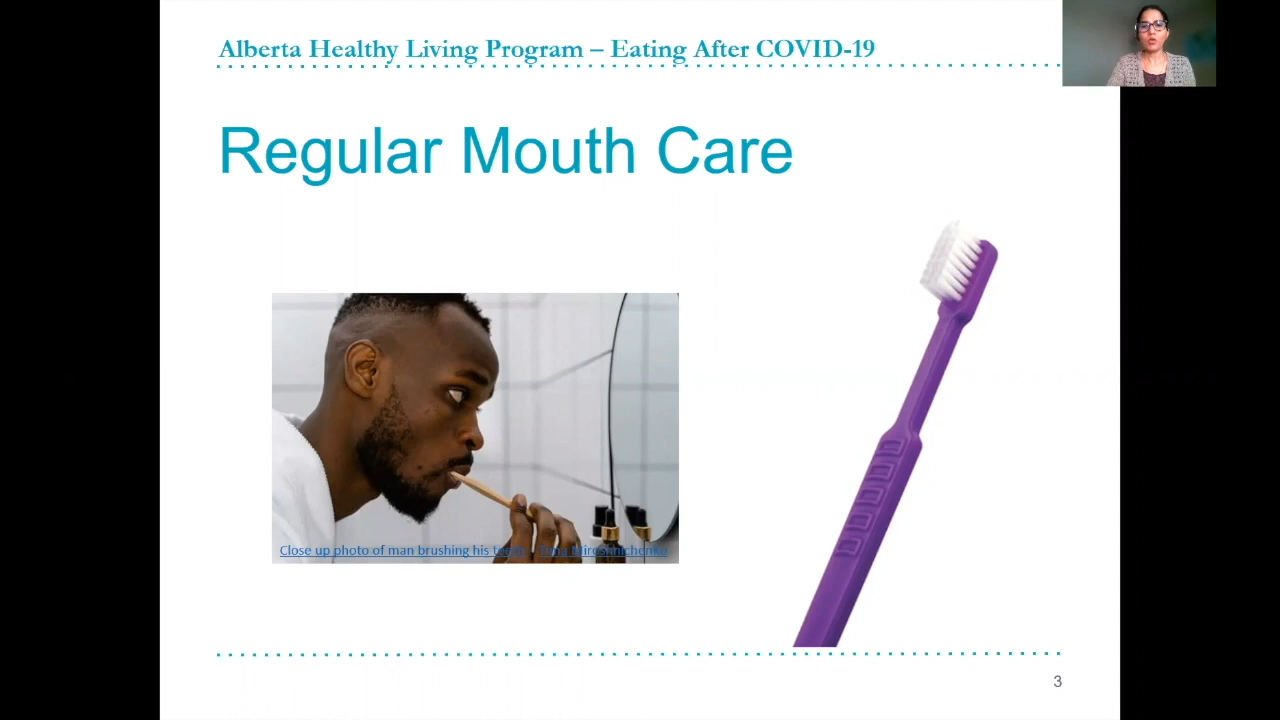 Alberta Healthy Living Program – Eating After COVID-19
Regular Mouth Care
Close up photo of man brushing his
3